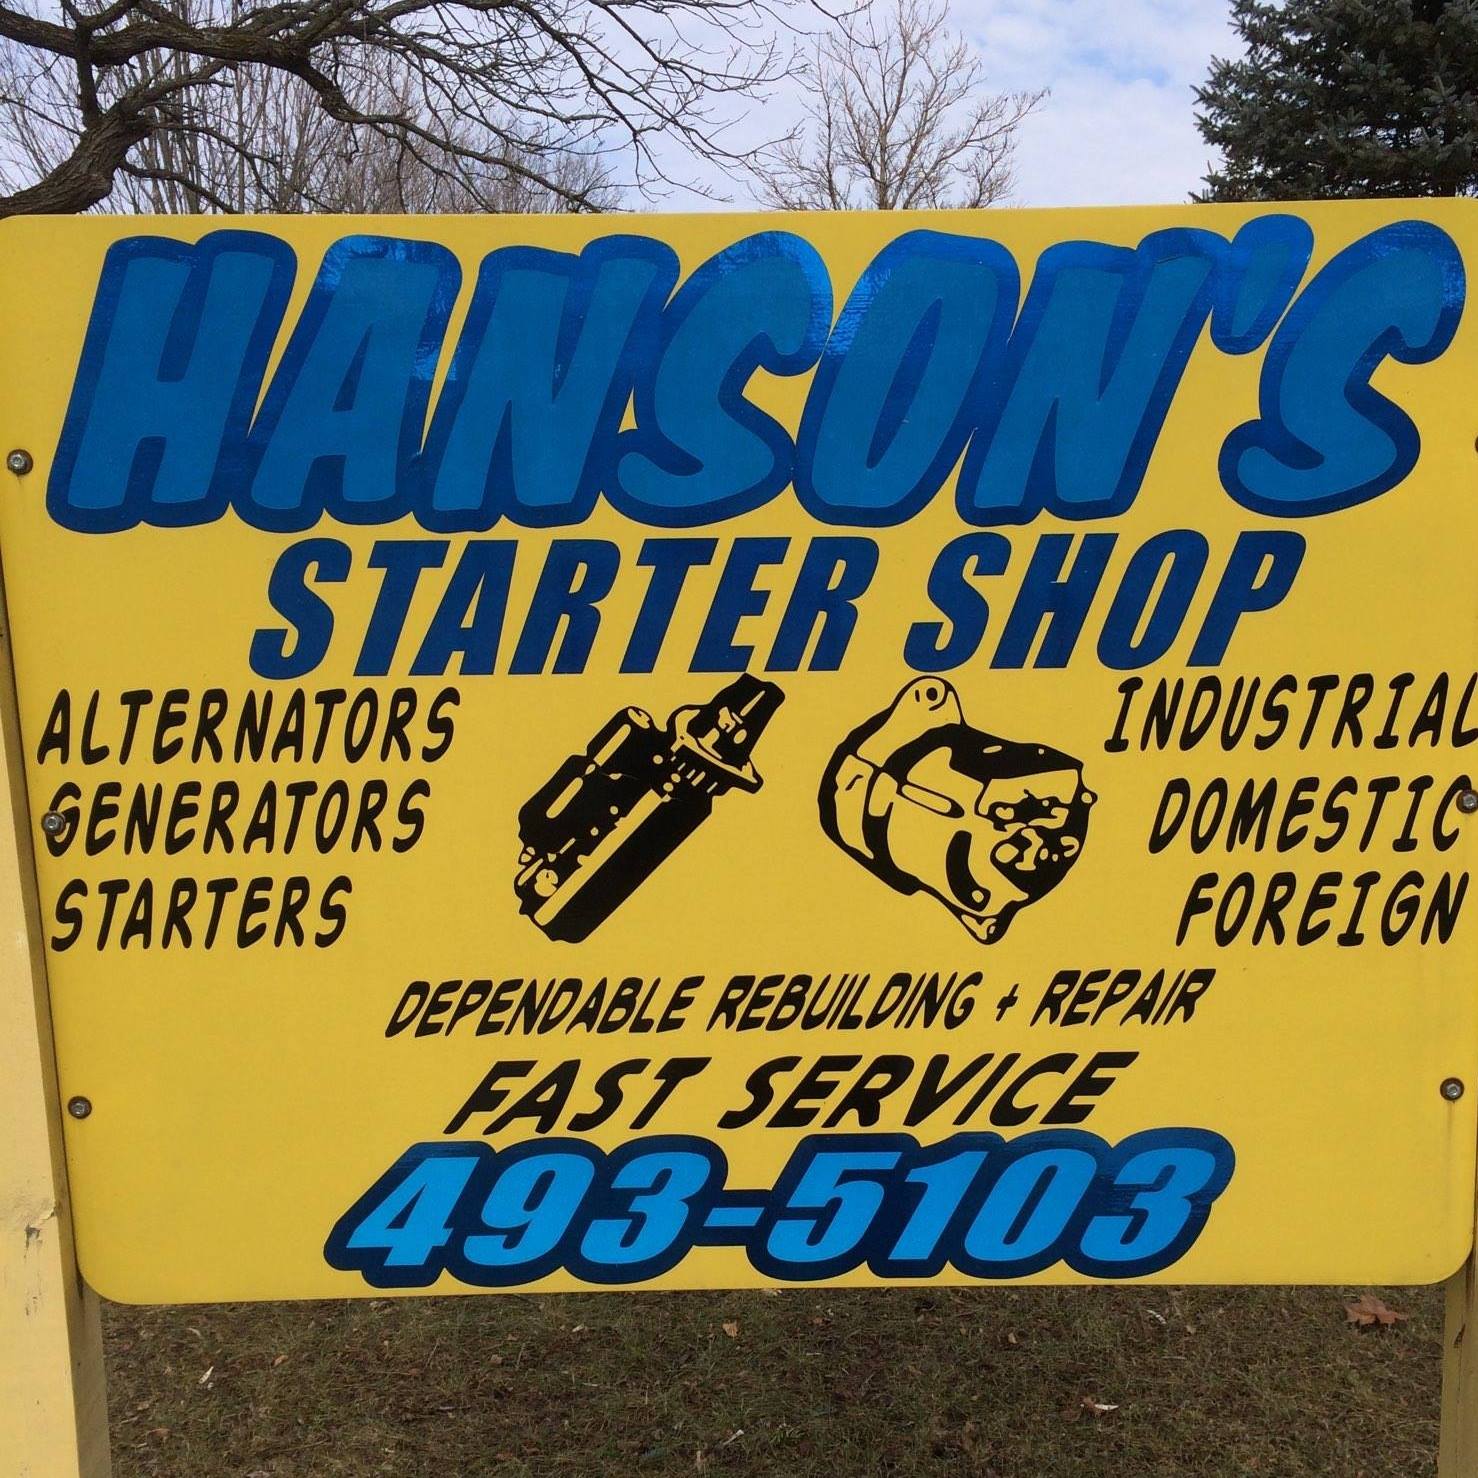 HANSON'S
STARTER SHOP
ALTERNATORS
GENERATORS
STARTERS
INDUSTRIAL
DOMESTIC
FOREIGN
DEPENDABLE REBUILDING + REPAIR
FAST SERVICE
493-5103